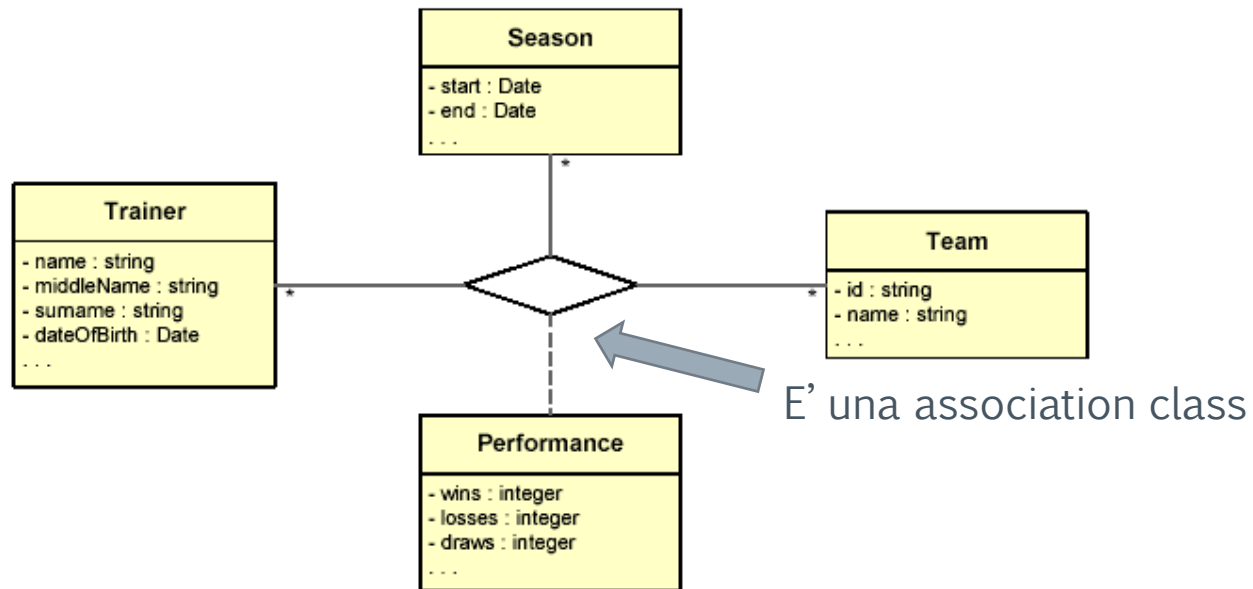 Season
- start : Date
- end : Date
. . .
*
Trainer
- name : string
- middleName : string
- surname : string
- dateOfBirth : Date
. . .
*
*
Team
- id : string
- name : string
. . .
E’ una association class
Performance
- wins : integer
- losses : integer
- draws : integer
. . .